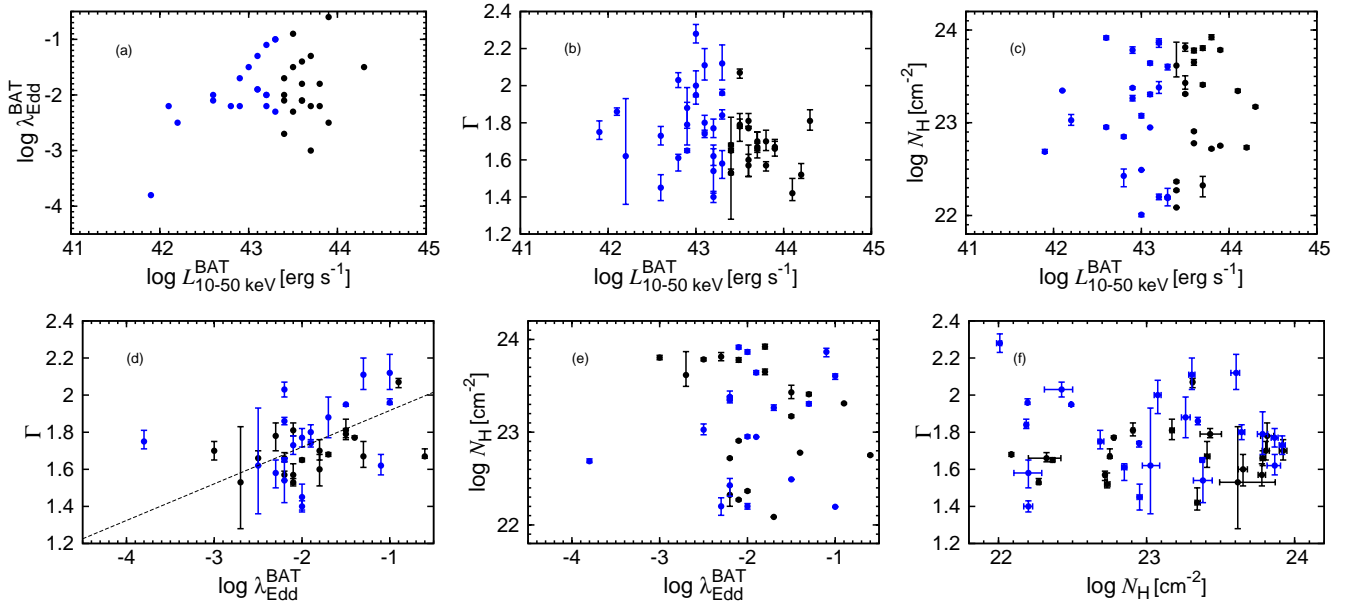 (a)
-1
-2
-3
-4
41 42 43 44 45
log λ_Edd^BAT
log L_10-50 keV^BAT [erg s^-1]
(b)
2.4
2.2
2
1.8
1.6
1.4
1.2
41 42 43 44 45
Γ
log L_10-50 keV^BAT [erg s^-1]
(c)
24
23
22
41 42 43 44 45
log N_H [cm^-2]
log L_10-50 keV^BAT [erg s^-1]
(d)
2.4
2.2
2
1.8
1.6
1.4
1.2
-4 -3 -2 -1
Γ
log λ_Edd^BAT
(e)
24
23
22
-4 -3 -2 -1
log N_H [cm^-2]
log λ_Edd^BAT
(f)
2.4
2.2
2
1.8
1.6
1.4
1.2
22 23 24
Γ
log N_H [cm^-2]